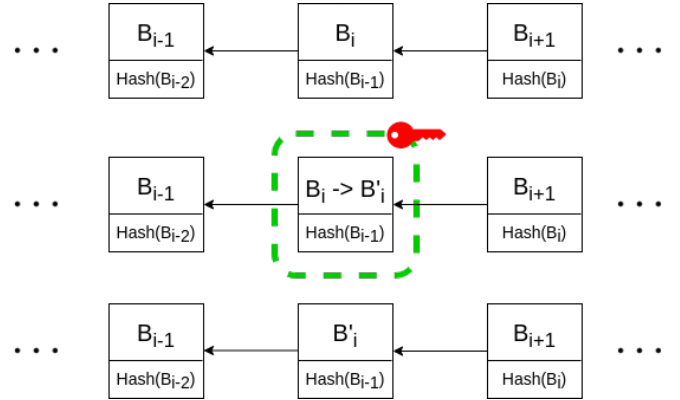 . . . B_{i-1} B_i B_{i+1} . . .
Hash(B_{i-2}) Hash(B_{i-1}) Hash(B_i)
. . . B_{i-1} B_i -> B'_i B_{i+1} . . .
Hash(B_{i-2}) Hash(B_{i-1}) Hash(B_i)
. . . B_{i-1} B'_i B_{i+1} . . .
Hash(B_{i-2}) Hash(B_{i-1}) Hash(B_i)